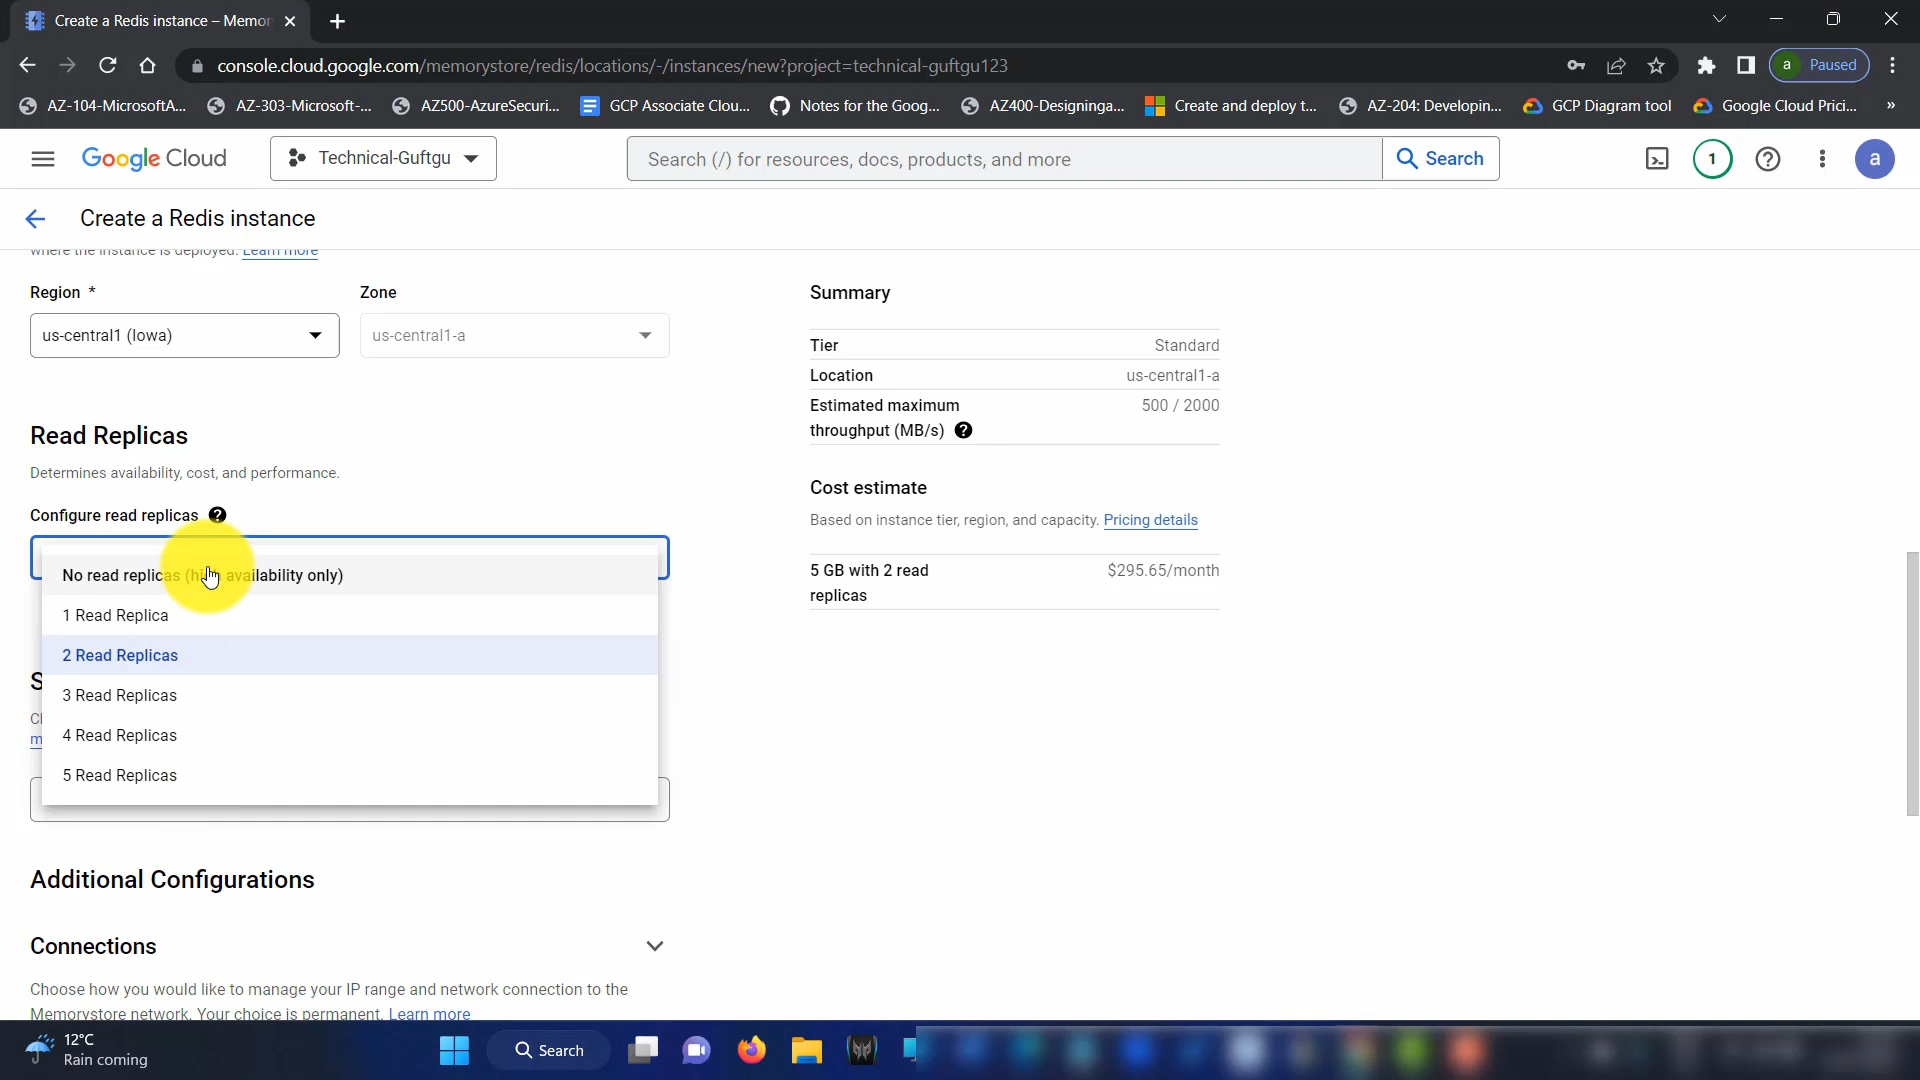 Create a Redis instance – Memor
console.cloud.google.com/memorystore/redis/locations/-/instances/new?project=technical-guftgu123
a
Paused
AZ-104-MicrosoftA...
AZ-303-Microsoft-...
AZ500-AzureSecuri...
GCP Associate Clou...
Notes for the Goog...
AZ400-Designinga...
Create and deploy t...
AZ-204: Developin...
GCP Diagram tool
Google Cloud Prici...
»
Google Cloud
Technical-Guftgu
Search (/) for resources, docs, products, and more
Search
1
a
Create a Redis instance
where the instance is deployed. Learn more
Region *
Zone
us-central1 (Iowa)
us-central1-a
Read Replicas
Determines availability, cost, and performance.
Configure read replicas
No read replicas (high availability only)
1 Read Replica
2 Read Replicas
3 Read Replicas
4 Read Replicas
5 Read Replicas
Additional Configurations
Connections
Choose how you would like to manage your IP range and network connection to the
Memorystore network. Your choice is permanent. Learn more
Summary
Tier Standard
Location us-central1-a
Estimated maximum 500 / 2000
throughput (MB/s)
Cost estimate
Based on instance tier, region, and capacity. Pricing details
5 GB with 2 read $295.65/month
replicas
12°C
Rain coming
Search